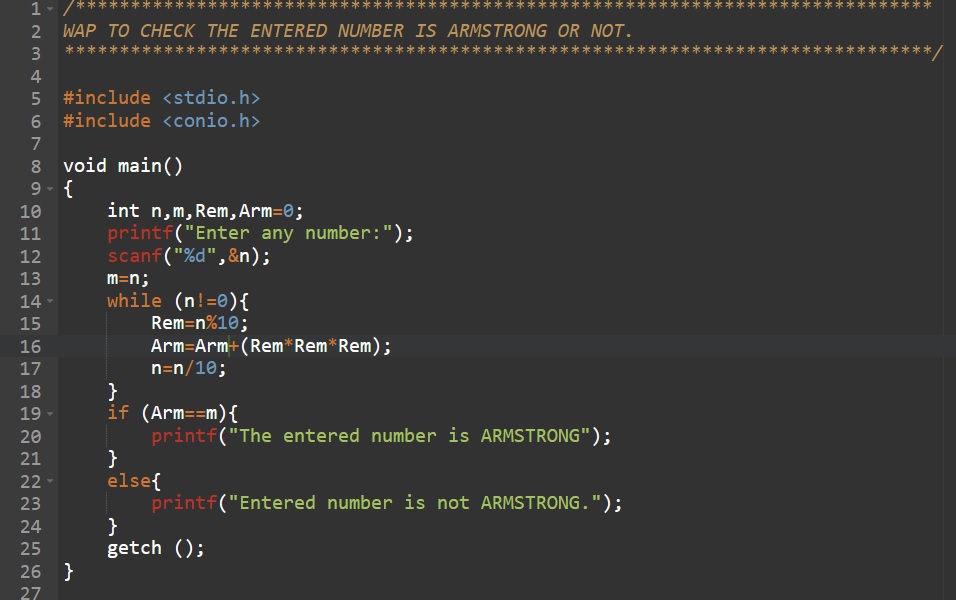 1 /******************************************************************************
2 WAP TO CHECK THE ENTERED NUMBER IS ARMSTRONG OR NOT.
3 *******************************************************************************/
4
5 #include <stdio.h>
6 #include <conio.h>
7
8 void main()
9 {
10     int n,m,Rem,Arm=0;
11     printf("Enter any number:");
12     scanf("%d",&n);
13     m=n;
14     while (n!=0){
15         Rem=n%10;
16         Arm=Arm+(Rem*Rem*Rem);
17         n=n/10;
18     }
19     if (Arm==m){
20         printf("The entered number is ARMSTRONG");
21     }
22     else{
23         printf("Entered number is not ARMSTRONG.");
24     }
25     getch ();
26 }
27